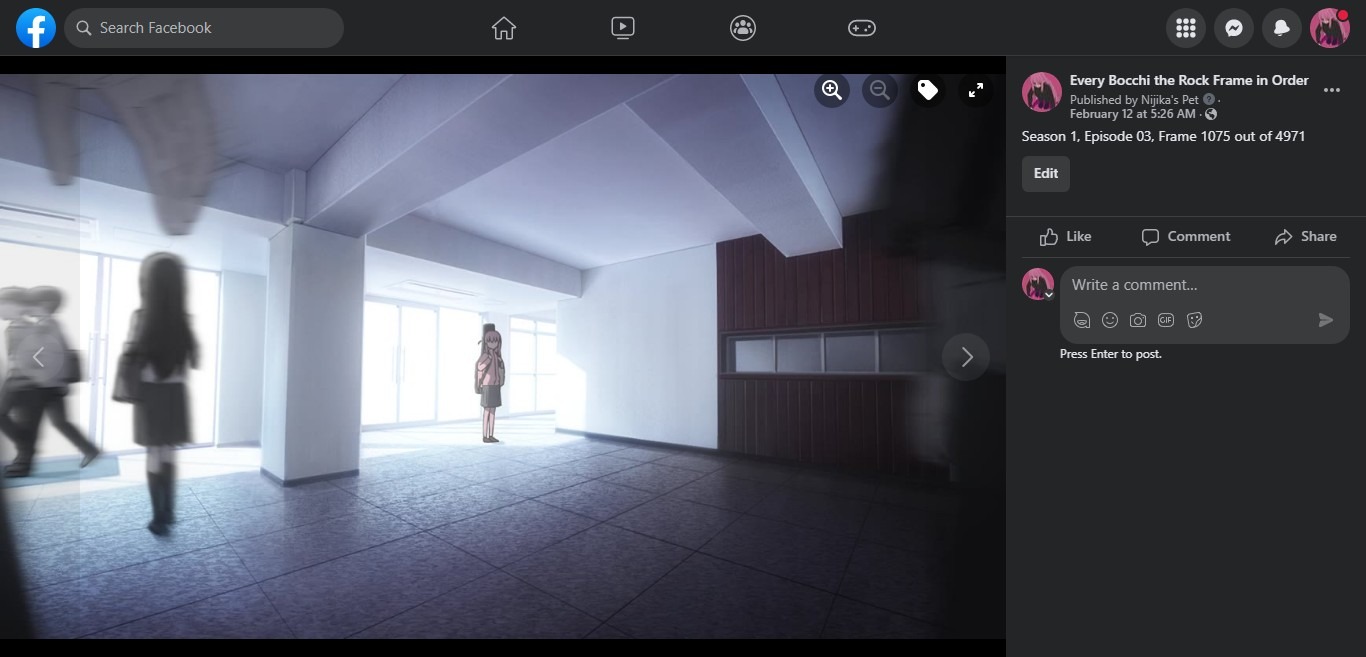 Search Facebook
Every Bocchi the Rock Frame in Order
Published by Nijika's Pet ·
February 12 at 5:26 AM ·
Season 1, Episode 03, Frame 1075 out of 4971
Edit
Like
Comment
Share
Write a comment...
GIF
Press Enter to post.